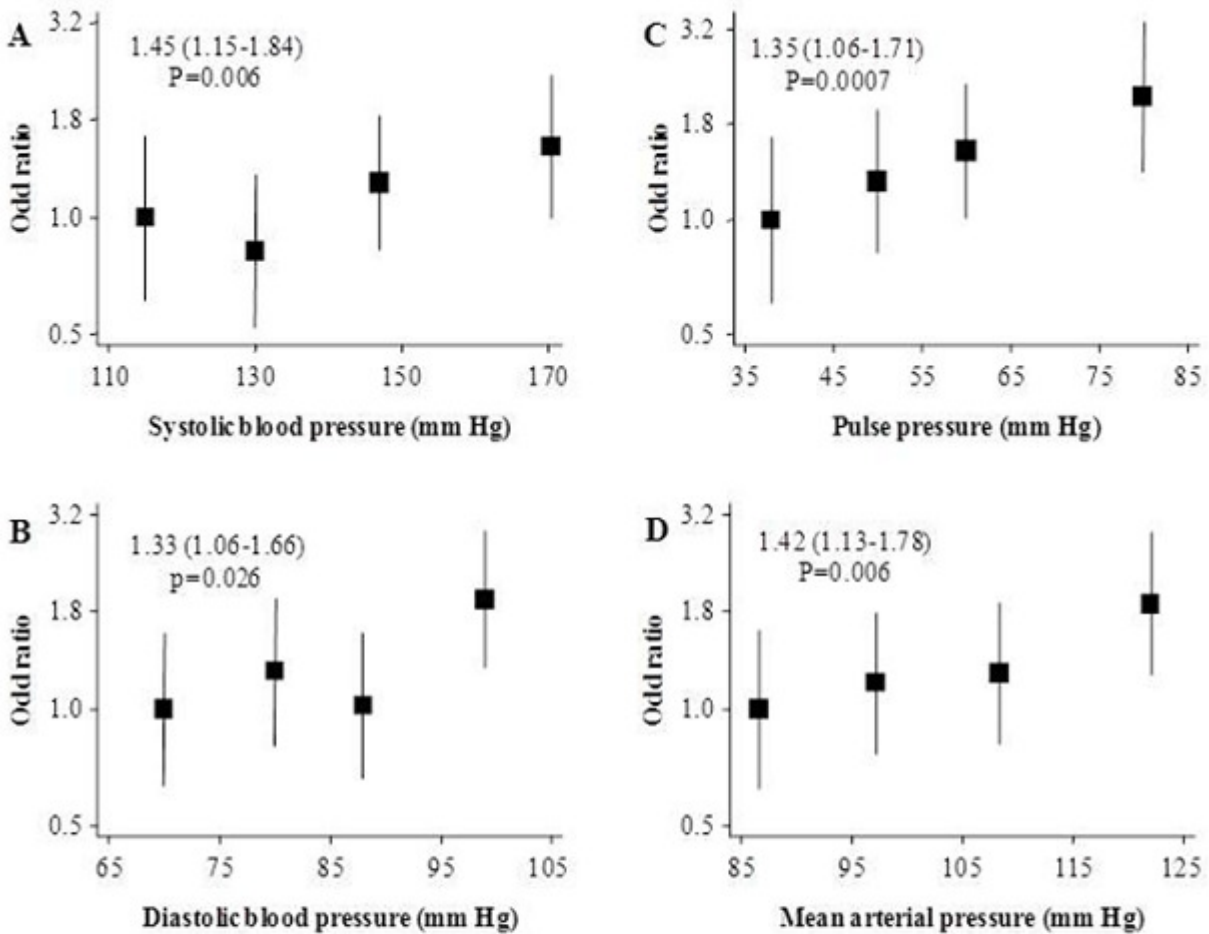 A
1.45 (1.15-1.84)
P=0.006
Odd ratio
3.2
1.8
1.0
0.5
110 130 150 170
Systolic blood pressure (mm Hg)
C
1.35 (1.06-1.71)
P=0.0007
Odd ratio
3.2
1.8
1.0
0.5
35 45 55 65 75 85
Pulse pressure (mm Hg)
B
1.33 (1.06-1.66)
p=0.026
Odd ratio
3.2
1.8
1.0
0.5
65 75 85 95 105
Diastolic blood pressure (mm Hg)
D
1.42 (1.13-1.78)
P=0.006
Odd ratio
3.2
1.8
1.0
0.5
85 95 105 115 125
Mean arterial pressure (mm Hg)